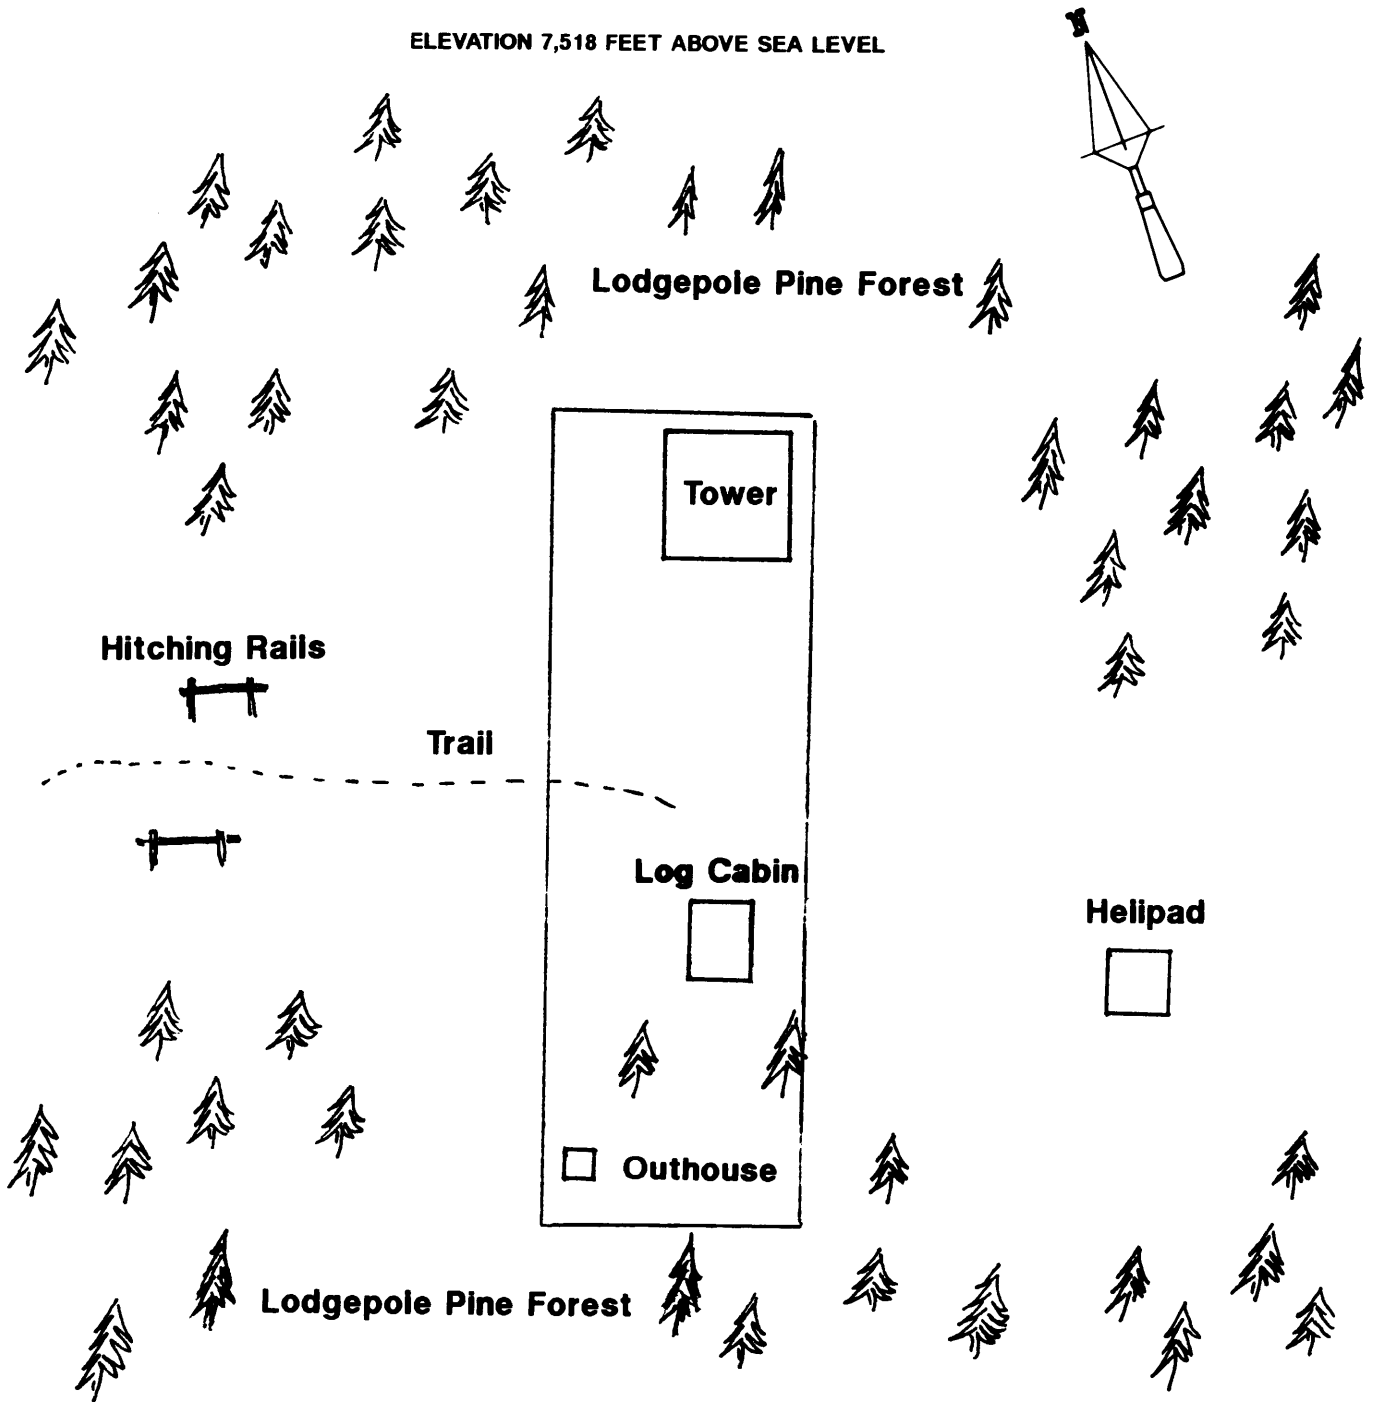 ELEVATION 7,518 FEET ABOVE SEA LEVEL
N
Lodgepole Pine Forest
Tower
Hitching Rails
Trail
Log Cabin
Helipad
Outhouse
Lodgepole Pine Forest